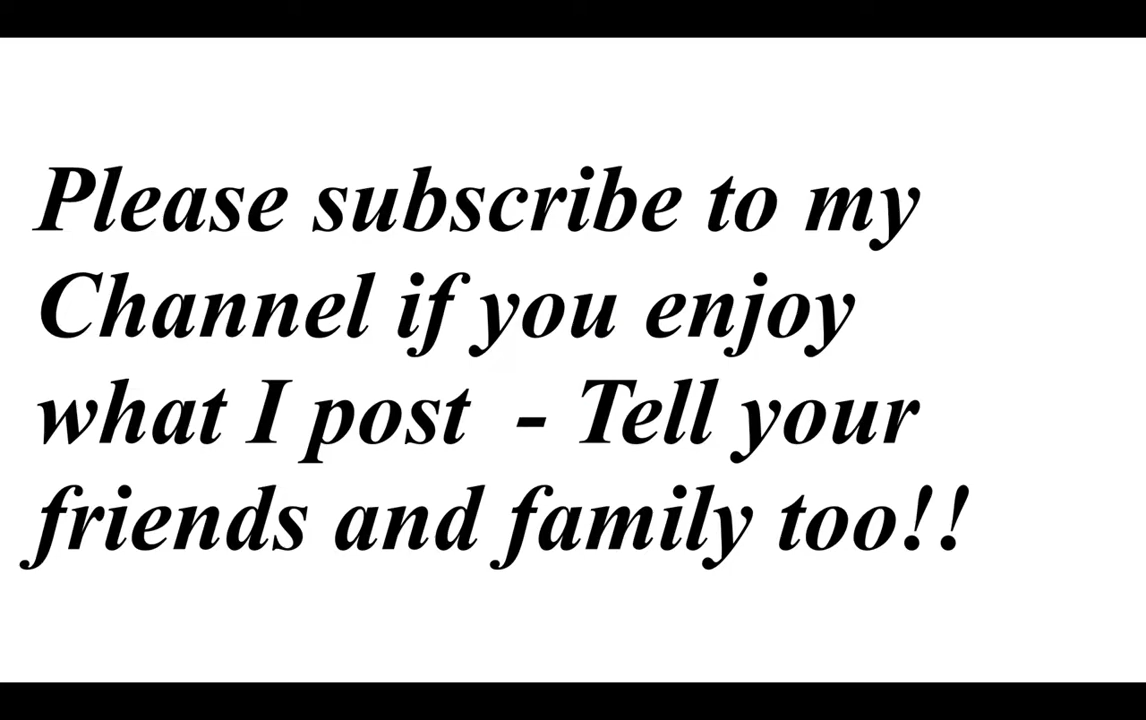 Please subscribe to my
Channel if you enjoy
what I post  - Tell your
friends and family too!!